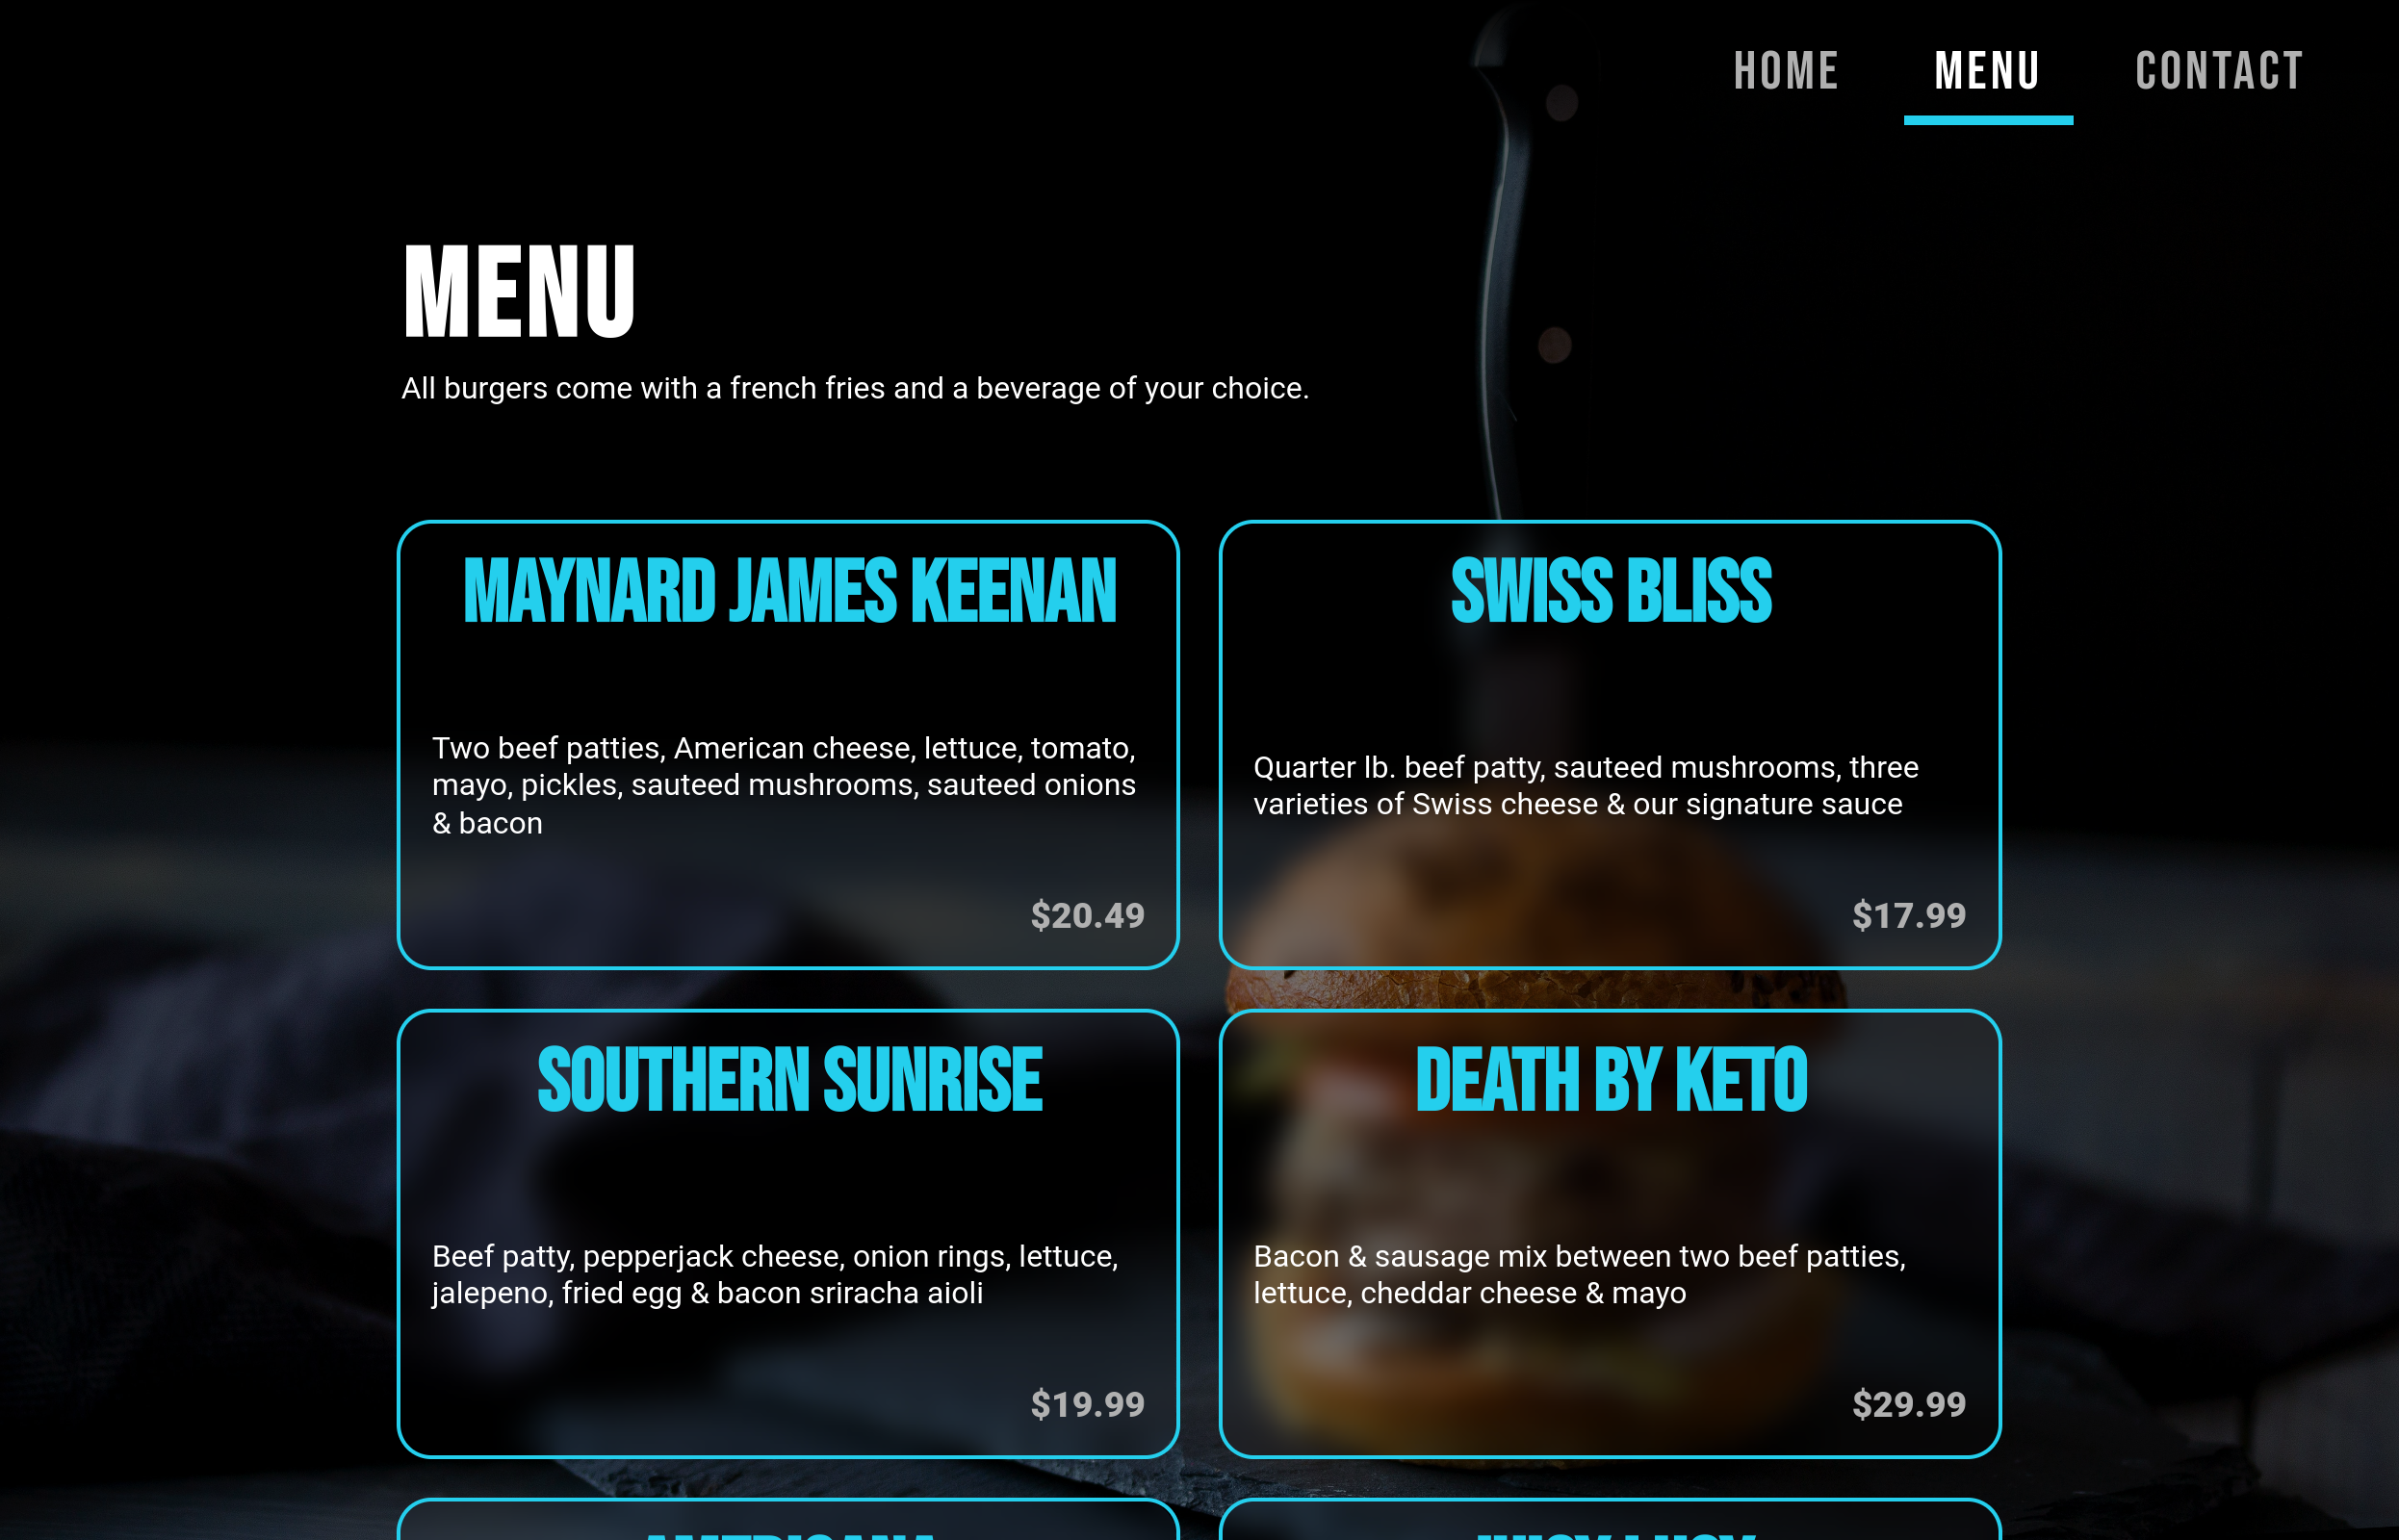 HOME MENU CONTACT
MENU
All burgers come with a french fries and a beverage of your choice.
MAYNARD JAMES KEENAN
Two beef patties, American cheese, lettuce, tomato,
mayo, pickles, sauteed mushrooms, sauteed onions
& bacon
$20.49
SWISS BLISS
Quarter lb. beef patty, sauteed mushrooms, three
varieties of Swiss cheese & our signature sauce
$17.99
SOUTHERN SUNRISE
Beef patty, pepperjack cheese, onion rings, lettuce,
jalepeno, fried egg & bacon sriracha aioli
$19.99
DEATH BY KETO
Bacon & sausage mix between two beef patties,
lettuce, cheddar cheese & mayo
$29.99
AMERICANA
JUICY LUCY